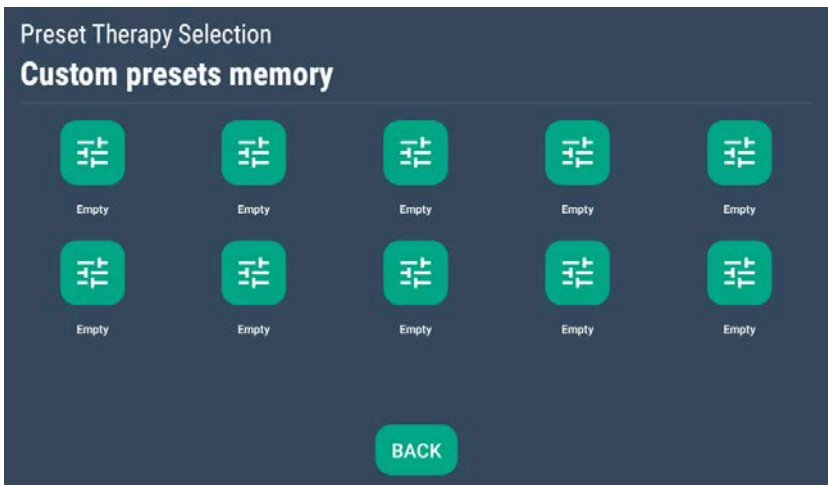 Preset Therapy Selection
Custom presets memory
Empty Empty Empty Empty Empty
Empty Empty Empty Empty Empty
BACK